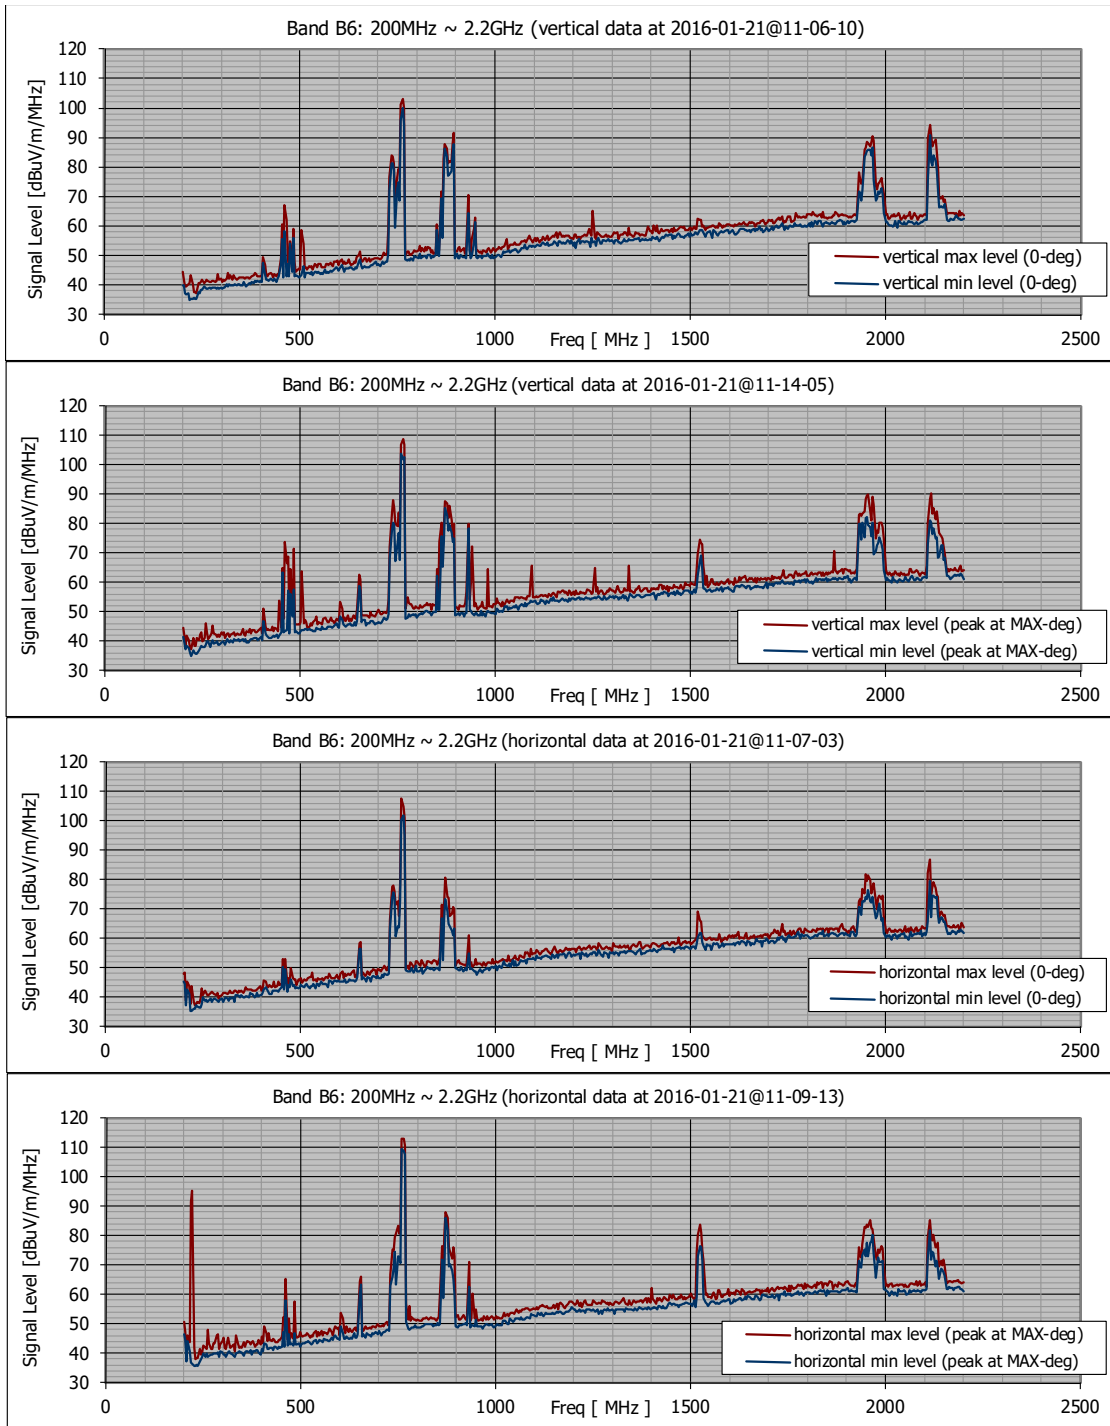 Band B6: 200MHz ~ 2.2GHz (vertical data at 2016-01-21@11-06-10)
Signal Level [dBuV/m/MHz]
120
110
100
90
80
70
60
50
40
30
vertical max level (0-deg)
vertical min level (0-deg)
0 500 1000 1500 2000 2500
Freq [ MHz ]
Band B6: 200MHz ~ 2.2GHz (vertical data at 2016-01-21@11-14-05)
Signal Level [dBuV/m/MHz]
120
110
100
90
80
70
60
50
40
30
vertical max level (peak at MAX-deg)
vertical min level (peak at MAX-deg)
0 500 1000 1500 2000 2500
Freq [ MHz ]
Band B6: 200MHz ~ 2.2GHz (horizontal data at 2016-01-21@11-07-03)
Signal Level [dBuV/m/MHz]
120
110
100
90
80
70
60
50
40
30
horizontal max level (0-deg)
horizontal min level (0-deg)
0 500 1000 1500 2000 2500
Freq [ MHz ]
Band B6: 200MHz ~ 2.2GHz (horizontal data at 2016-01-21@11-09-13)
Signal Level [dBuV/m/MHz]
120
110
100
90
80
70
60
50
40
30
horizontal max level (peak at MAX-deg)
horizontal min level (peak at MAX-deg)
0 500 1000 1500 2000 2500
Freq [ MHz ]